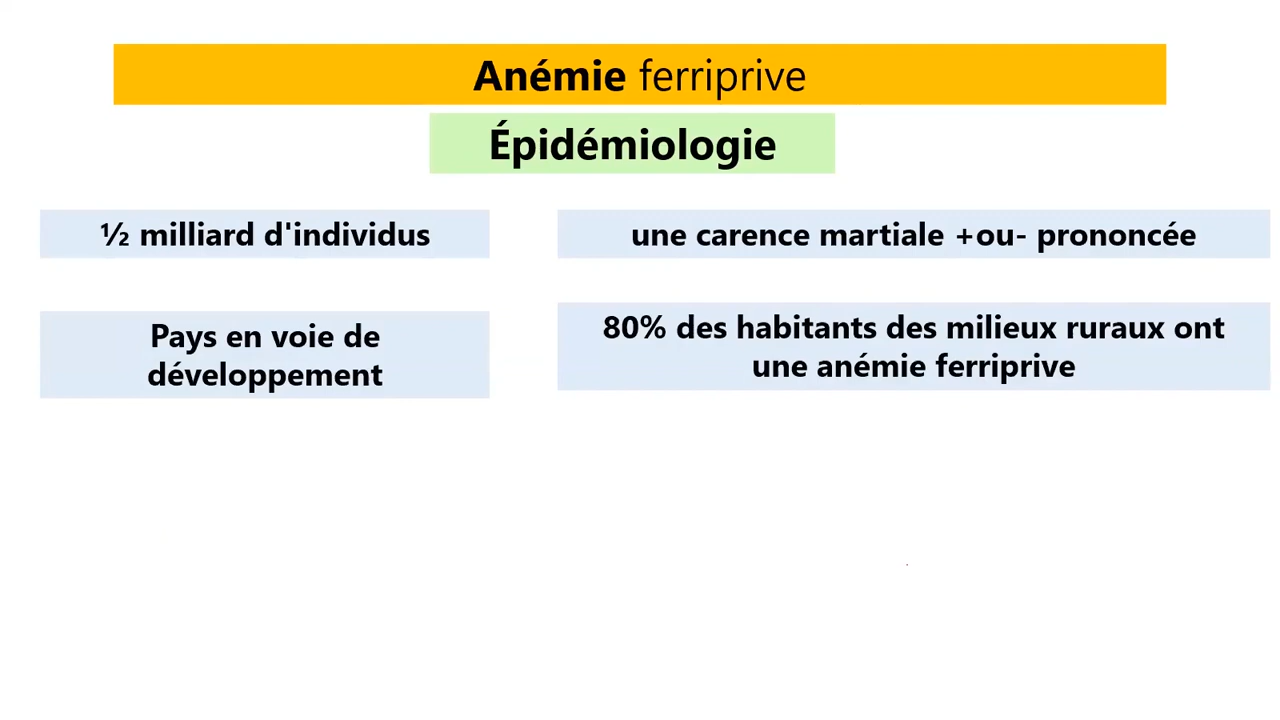 Anémie ferriprive
Épidémiologie
½ milliard d'individus
une carence martiale +ou- prononcée
Pays en voie de
développement
80% des habitants des milieux ruraux ont
une anémie ferriprive